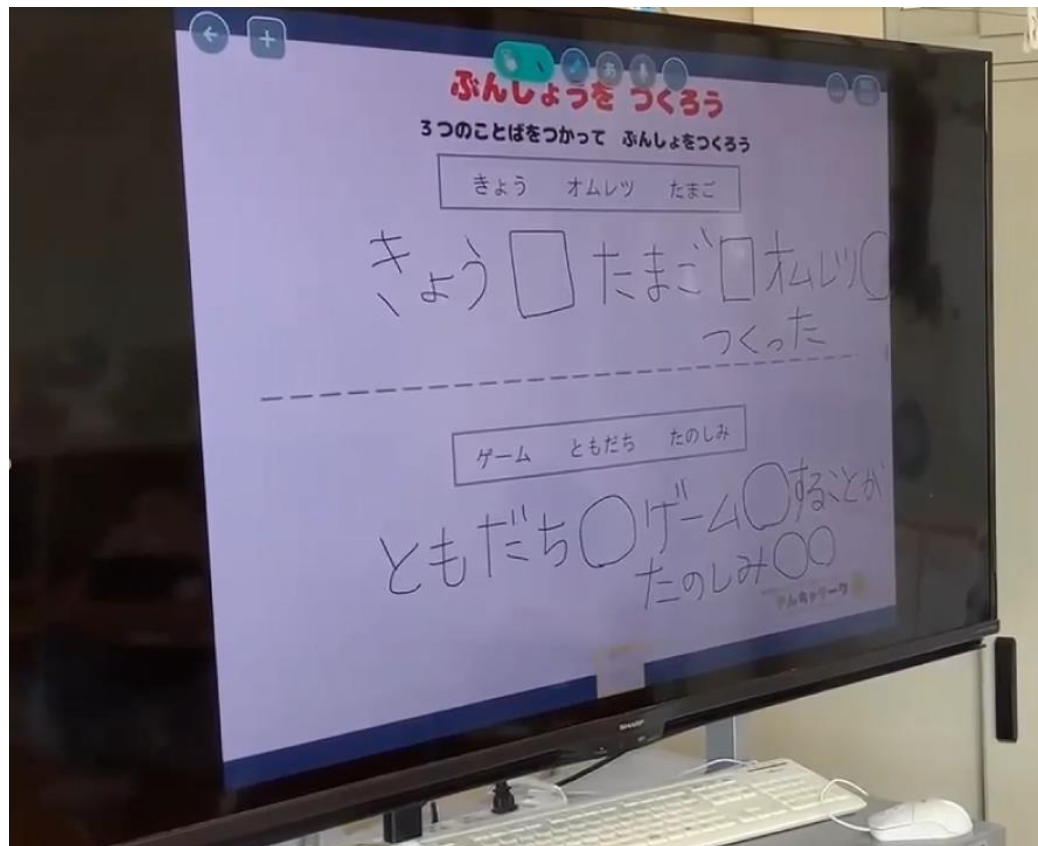 ぶんしょうを つくろう
3つのことばをつかって ぶんしょをつくろう
きょう オムレツ たまご
きょう□たまご□オムレツ○
つくった
ゲーム ともだち たのしみ
ともだち○ゲーム○することが
たのしみ○○
SHARP